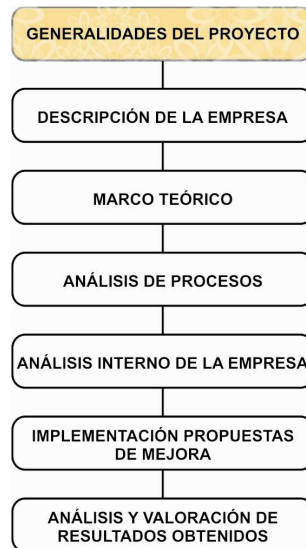 GENERALIDADES DEL PROYECTO
DESCRIPCIÓN DE LA EMPRESA
MARCO TEÓRICO
ANÁLISIS DE PROCESOS
ANÁLISIS INTERNO DE LA EMPRESA
IMPLEMENTACIÓN PROPUESTAS
DE MEJORA
ANÁLISIS Y VALORACIÓN DE
RESULTADOS OBTENIDOS